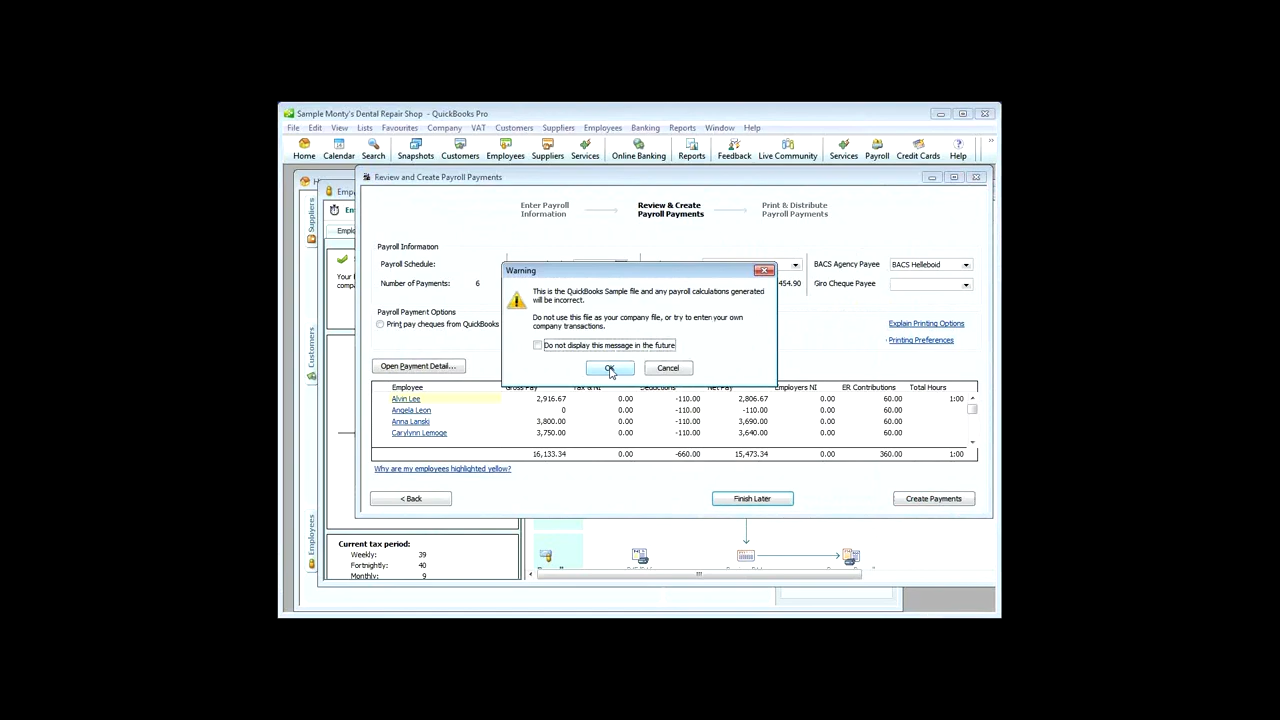 Sample Monty's Dental Repair Shop - QuickBooks Pro
File Edit View Lists Favourites Company VAT Customers Suppliers Employees Banking Reports Window Help
Home Calendar Search Snapshots Customers Employees Suppliers Services Online Banking Reports Feedback Live Community Services Payroll Credit Cards Help
Review and Create Payroll Payments
Enter Payroll Information
Review & Create Payroll Payments
Print & Distribute Payroll Payments
Suppliers
Customers
Employees
Payroll Information
Payroll Schedule:
BACS Agency Payee BACS Helleboid
Number of Payments: 6
454.90 Giro Cheque Payee
Payroll Payment Options
Print pay cheques from QuickBooks
Explain Printing Options
Printing Preferences
Open Payment Detail...
Warning
This is the QuickBooks Sample file and any payroll calculations generated
will be incorrect.
Do not use this file as your company file, or try to enter your own
company transactions.
Do not display this message in the future
OK Cancel
Employee Gross Pay Tax & NI Deductions Net Pay Employers NI ER Contributions Total Hours
Alvin Lee 2,916.67 0.00 -110.00 2,806.67 0.00 60.00 1:00
Angela Leon 0 0.00 -110.00 -110.00 0.00 60.00
Anna Lanski 3,800.00 0.00 -110.00 3,690.00 0.00 60.00
Carylynn Lemoge 3,750.00 0.00 -110.00 3,640.00 0.00 60.00
16,133.34 0.00 -660.00 15,473.34 0.00 360.00 1:00
Why are my employees highlighted yellow?
< Back Finish Later Create Payments
Current tax period:
Weekly: 39
Fortnightly: 40
Monthly: 9